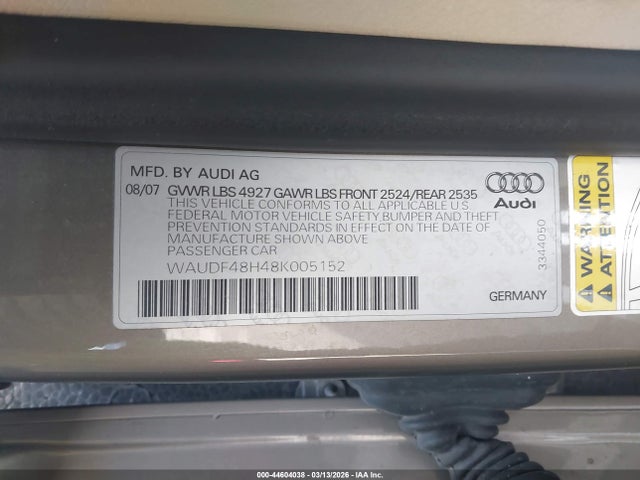 MFD. BY AUDI AG
08/07 GVWR LBS 4927 GAWR LBS FRONT 2524/REAR 2535
THIS VEHICLE CONFORMS TO ALL APPLICABLE U.S.
FEDERAL MOTOR VEHICLE SAFETY,BUMPER AND THEFT
PREVENTION STANDARDS IN EFFECT ON THE DATE OF
MANUFACTURE SHOWN ABOVE
PASSENGER CAR
WAUDF48H48K005152
Audi
3344050
GERMANY
WARNING
ATTENTION
000-44604038 - 03/13/2026 - IAA Inc.